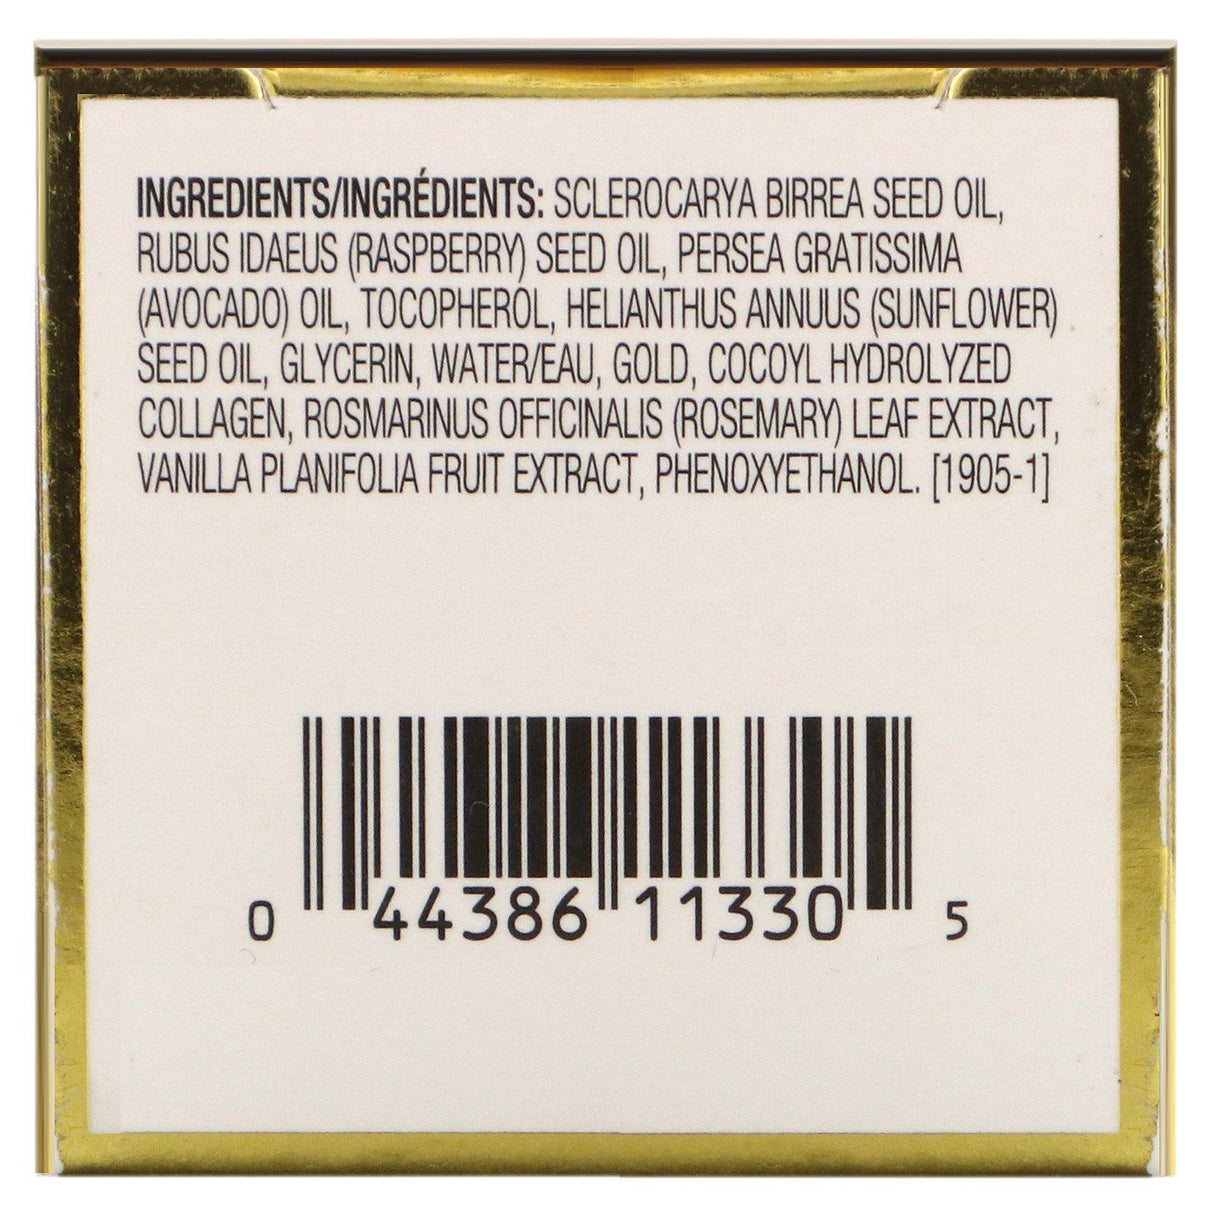 INGREDIENTS/INGRÉDIENTS: SCLEROCARYA BIRREA SEED OIL,
RUBUS IDAEUS (RASPBERRY) SEED OIL, PERSEA GRATISSIMA
(AVOCADO) OIL, TOCOPHEROL, HELIANTHUS ANNUUS (SUNFLOWER)
SEED OIL, GLYCERIN, WATER/EAU, GOLD, COCOYL HYDROLYZED
COLLAGEN, ROSMARINUS OFFICINALIS (ROSEMARY) LEAF EXTRACT,
VANILLA PLANIFOLIA FRUIT EXTRACT, PHENOXYETHANOL. [1905-1]
0 44386 11330 5